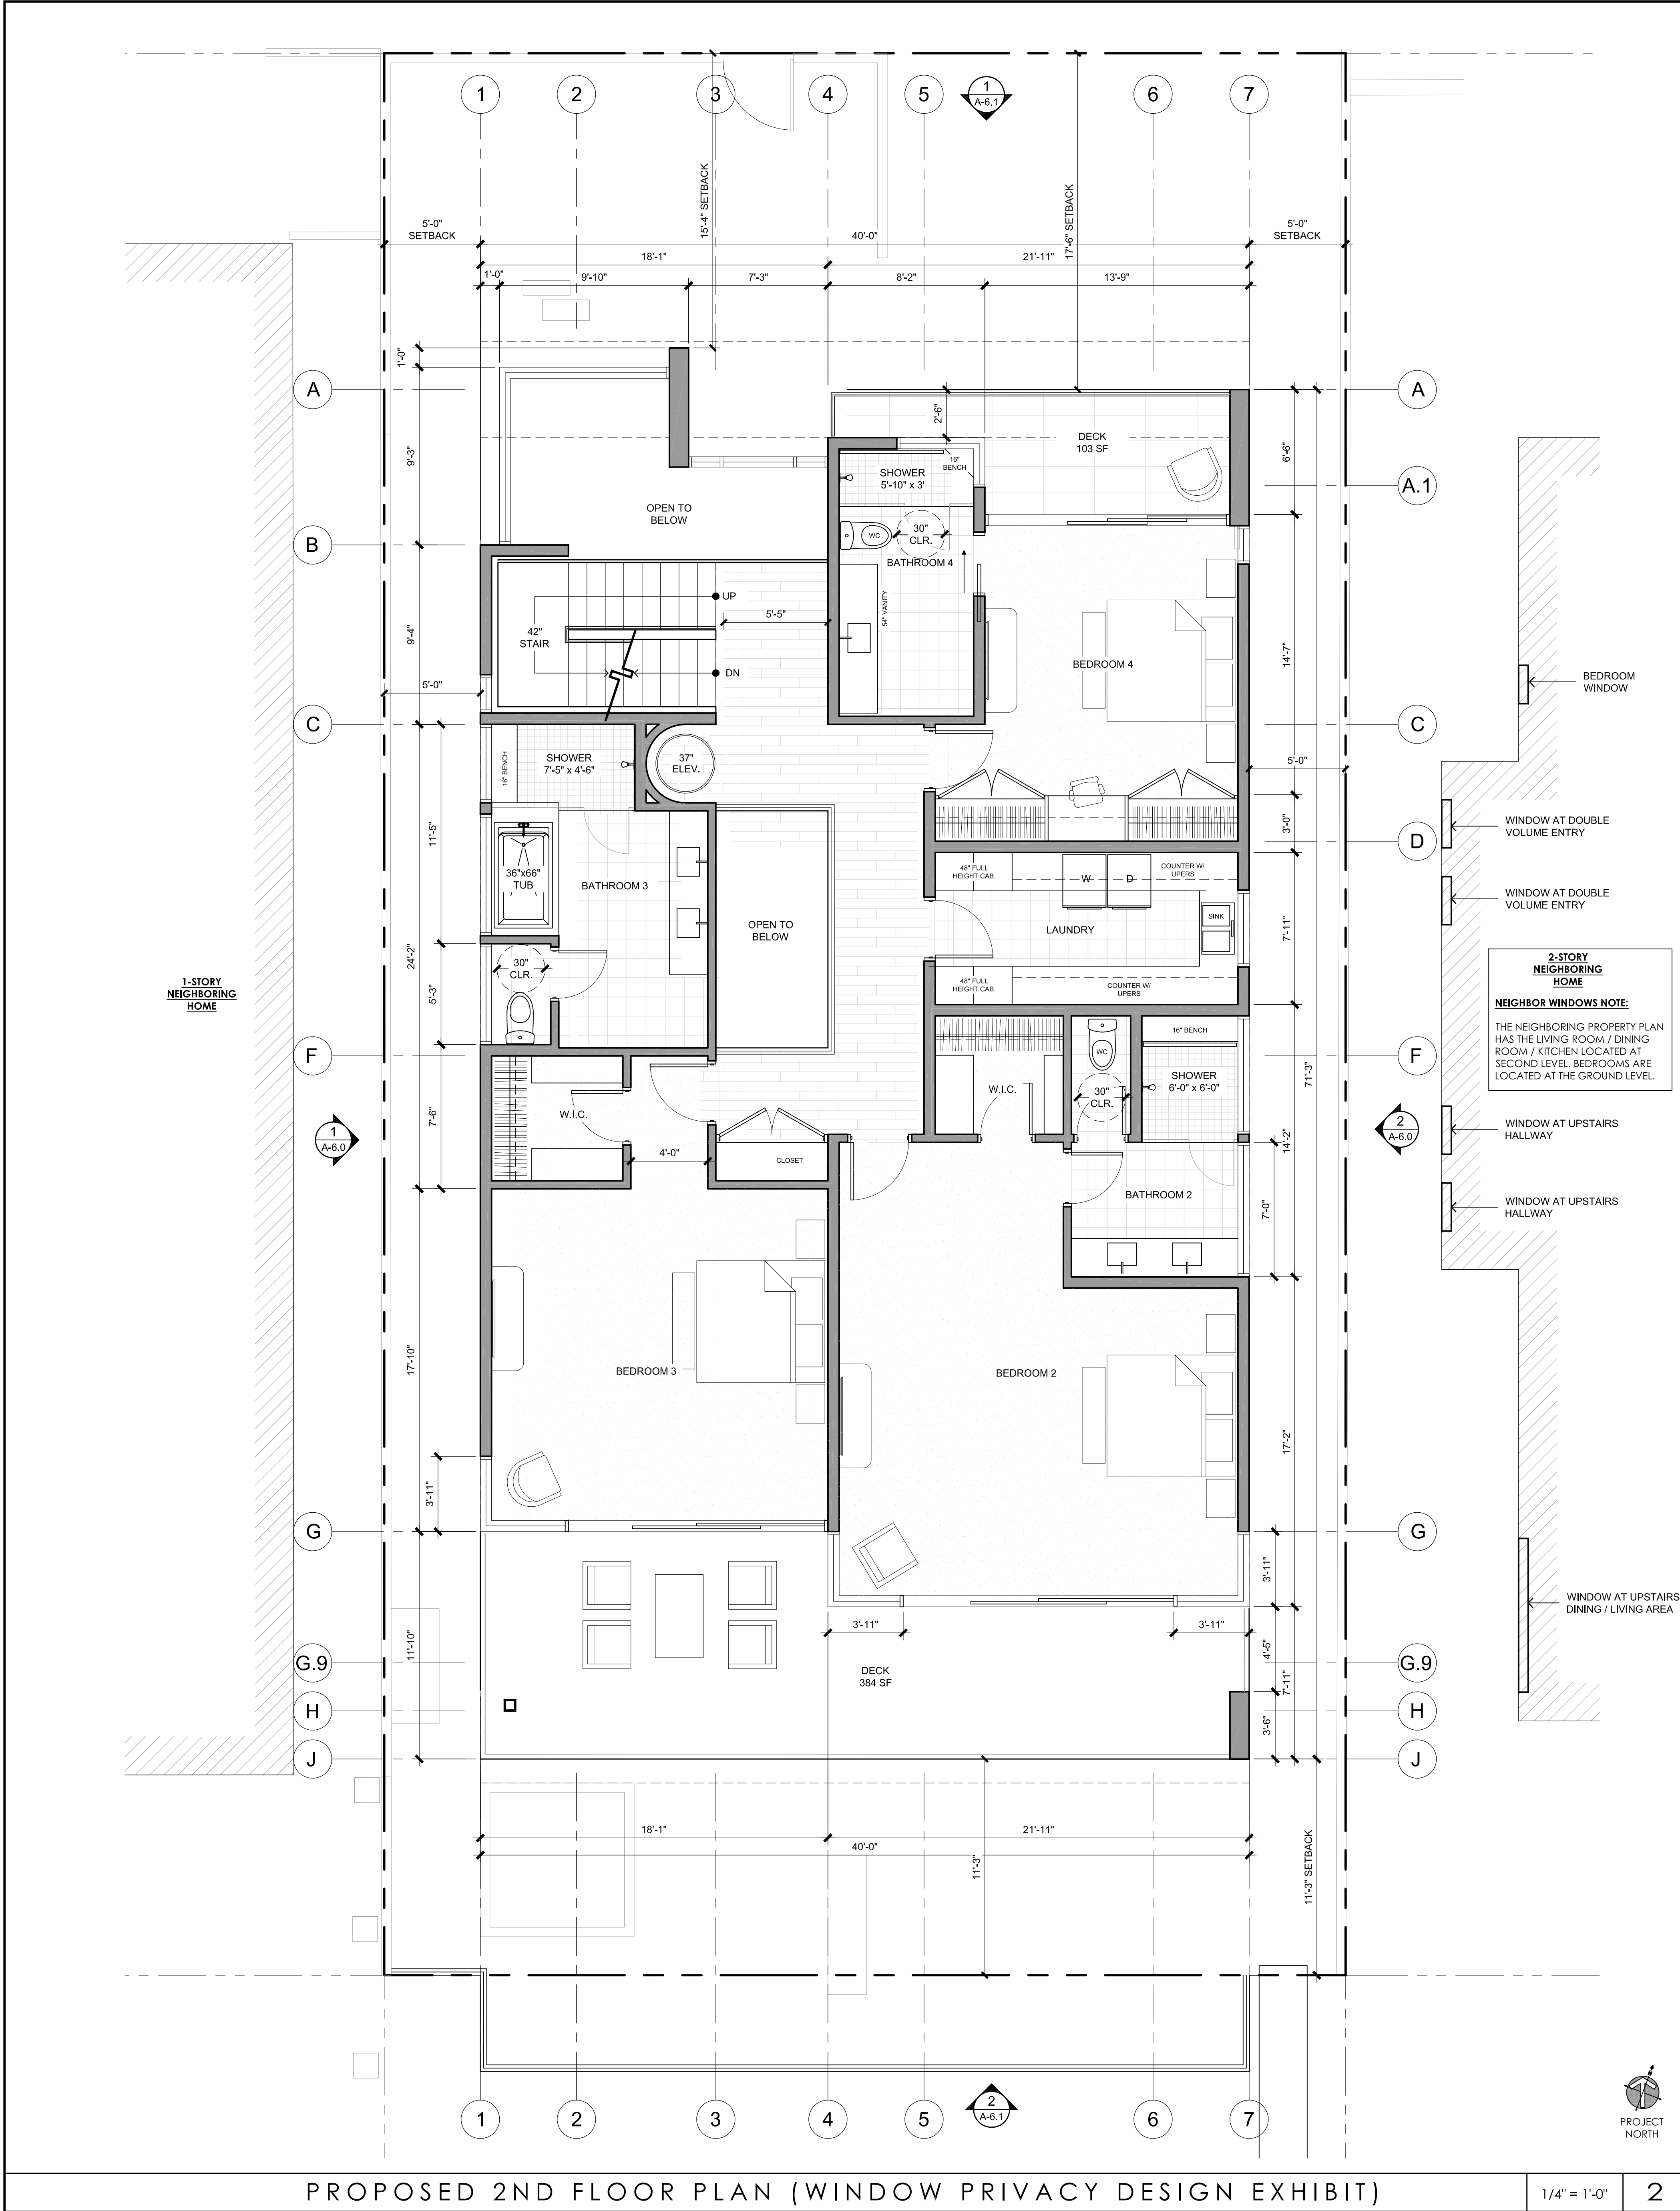 1 2 3 4 5 6 7
1
A-6.1
15'-4" SETBACK
17'-6" SETBACK
5'-0"
SETBACK
40'-0"
5'-0"
SETBACK
18'-1"
21'-11"
1'-0"
9'-10"
7'-3"
8'-2"
13'-9"
1'-0"
A
A
2'-6"
DECK
103 SF
6'-6"
9'-3"
SHOWER
5'-10" x 3'
16"
BENCH
A.1
OPEN TO
BELOW
WC
30"
CLR.
B
BATHROOM 4
UP
5'-5"
54" VANITY
9'-4"
42"
STAIR
BEDROOM 4
14'-7"
DN
BEDROOM
WINDOW
5'-0"
C
C
16" BENCH
SHOWER
7'-5" x 4'-6"
37"
ELEV.
5'-0"
3'-0"
WINDOW AT DOUBLE
VOLUME ENTRY
D
11'-5"
36"x66"
TUB
BATHROOM 3
48" FULL
HEIGHT CAB.
W
D
COUNTER W/
UPERS
WINDOW AT DOUBLE
VOLUME ENTRY
SINK
OPEN TO
BELOW
LAUNDRY
7'-11"
24'-2"
30"
CLR.
48" FULL
HEIGHT CAB.
COUNTER W/
UPERS
1-STORY
NEIGHBORING
HOME
5'-3"
2-STORY
NEIGHBORING
HOME
NEIGHBOR WINDOWS NOTE:
THE NEIGHBORING PROPERTY PLAN
HAS THE LIVING ROOM / DINING
ROOM / KITCHEN LOCATED AT
SECOND LEVEL. BEDROOMS ARE
LOCATED AT THE GROUND LEVEL.
16" BENCH
WC
F
F
SHOWER
6'-0" x 6'-0"
71'-3"
W.I.C.
30"
CLR.
W.I.C.
7'-6"
1
A-6.0
2
A-6.0
WINDOW AT UPSTAIRS
HALLWAY
14'-2"
4'-0"
CLOSET
BATHROOM 2
7'-0"
WINDOW AT UPSTAIRS
HALLWAY
17'-10"
BEDROOM 3
BEDROOM 2
17'-2"
3'-11"
G
G
3'-11"
WINDOW AT UPSTAIRS
DINING / LIVING AREA
3'-11"
3'-11"
11'-10"
4'-5"
G.9
G.9
DECK
384 SF
7'-11"
H
H
3'-6"
J
J
18'-1"
21'-11"
40'-0"
11'-3"
11'-3" SETBACK
1 2 3 4 5 6 7
2
A-6.1
PROJECT
NORTH
PROPOSED 2ND FLOOR PLAN (WINDOW PRIVACY DESIGN EXHIBIT)
1/4" = 1'-0"
2